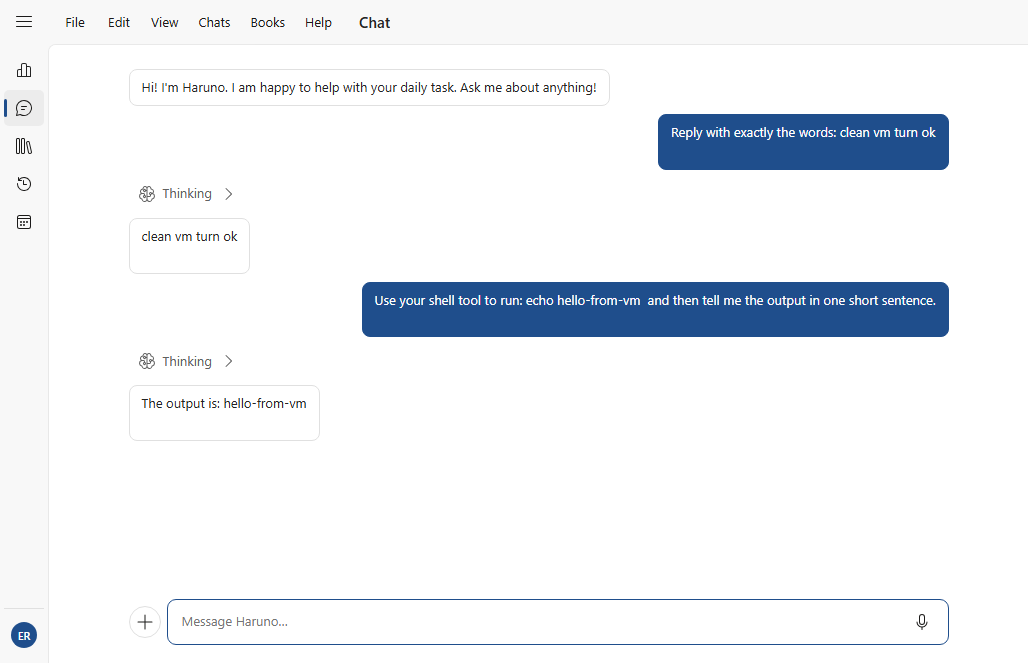 File Edit View Chats Books Help Chat
Hi! I'm Haruno. I am happy to help with your daily task. Ask me about anything!
Reply with exactly the words: clean vm turn ok
Thinking
clean vm turn ok
Use your shell tool to run: echo hello-from-vm  and then tell me the output in one short sentence.
Thinking
The output is: hello-from-vm
Message Haruno...
ER